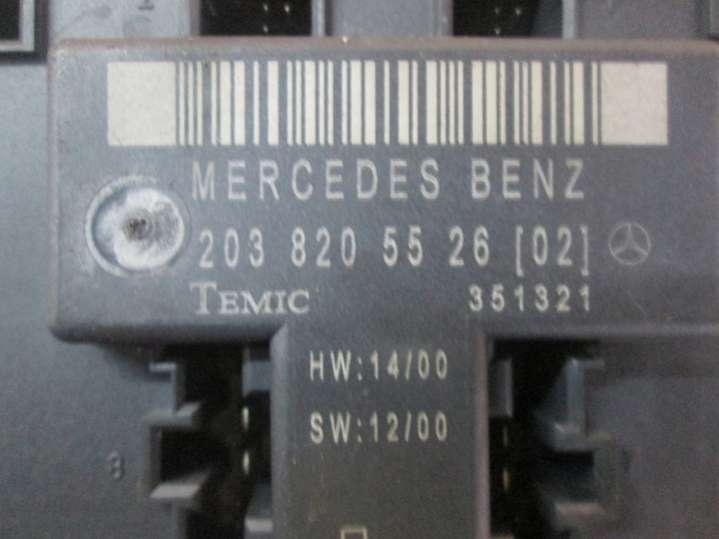 MERCEDES BENZ
203 820 55 26 [02]
TEMIC 351321
HW:14/00
SW:12/00